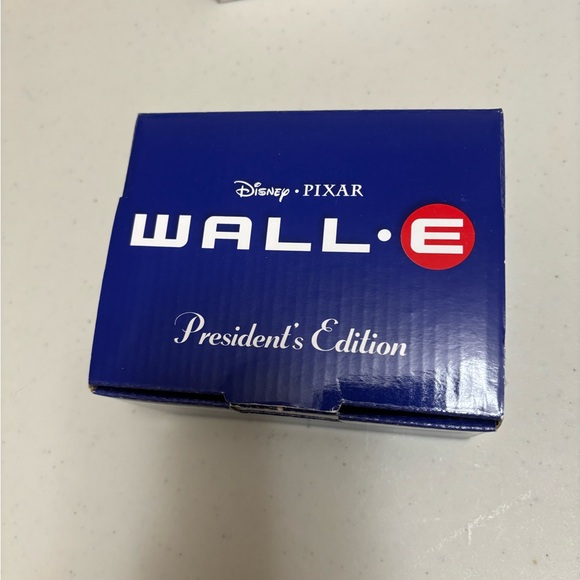 Disney · PIXAR
WALL·E
President's Edition